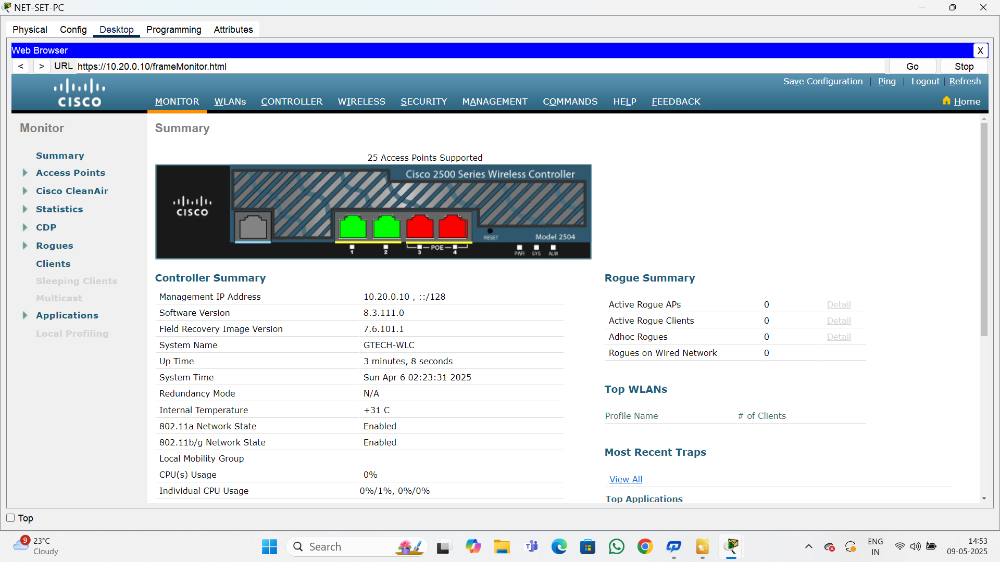 NET-SET-PC
Physical Config Desktop Programming Attributes
Web Browser X
< > URL https://10.20.0.10/frameMonitor.html Go Stop
Save Configuration | Ping | Logout | Refresh
CISCO
MONITOR WLANs CONTROLLER WIRELESS SECURITY MANAGEMENT COMMANDS HELP FEEDBACK Home
Monitor
Summary
Access Points
Cisco CleanAir
Statistics
CDP
Rogues
Clients
Sleeping Clients
Multicast
Applications
Local Profiling
Summary
25 Access Points Supported
Cisco 2500 Series Wireless Controller
CISCO
RESET Model 2504
1 2 3 POE 4 PWR SYS ALM
Controller Summary
Management IP Address 10.20.0.10 , ::/128
Software Version 8.3.111.0
Field Recovery Image Version 7.6.101.1
System Name GTECH-WLC
Up Time 3 minutes, 8 seconds
System Time Sun Apr 6 02:23:31 2025
Redundancy Mode N/A
Internal Temperature +31 C
802.11a Network State Enabled
802.11b/g Network State Enabled
Local Mobility Group
CPU(s) Usage 0%
Individual CPU Usage 0%/1%, 0%/0%
Rogue Summary
Active Rogue APs 0 Detail
Active Rogue Clients 0 Detail
Adhoc Rogues 0 Detail
Rogues on Wired Network 0
Top WLANs
Profile Name # of Clients
Most Recent Traps
View All
Top Applications
Top
9 23°C
Cloudy
Search
ENG
IN
14:53
09-05-2025